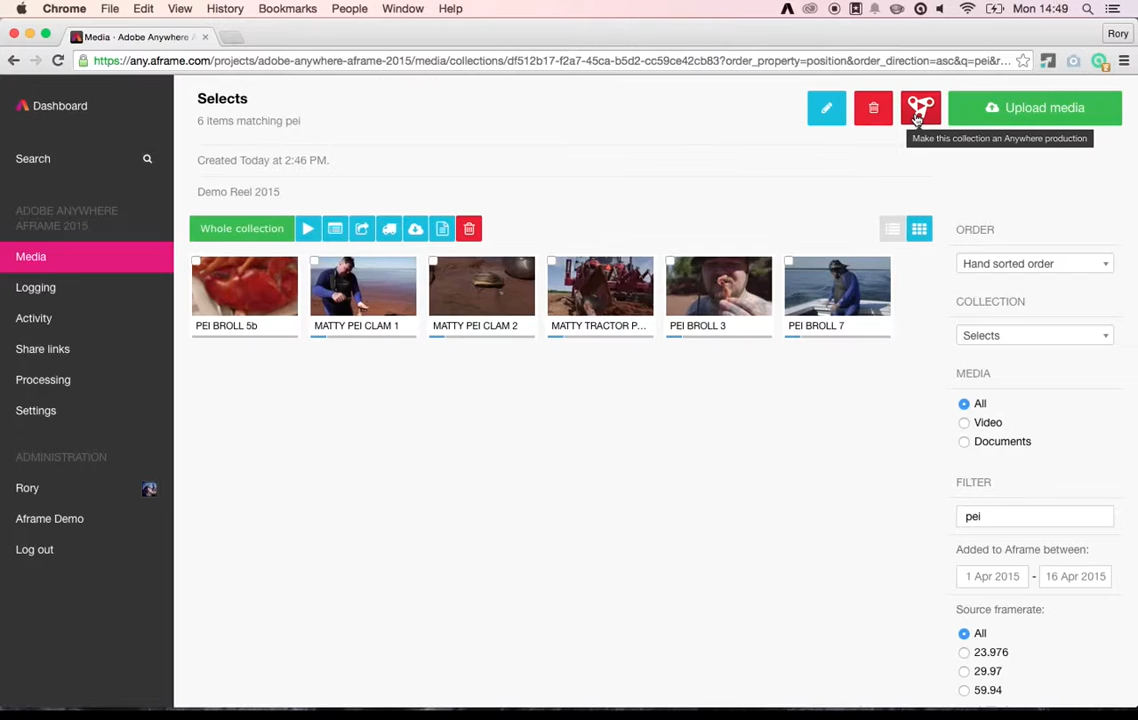 Chrome File Edit View History Bookmarks People Window Help Mon 14:49
Media · Adobe Anywhere Rory
https://any.aframe.com/projects/adobe-anywhere-aframe-2015/media/collections/df512b17-f2a7-45ca-b5d2-cc59ce42cb83?order_property=position&order_direction=asc&q=pei&r...
Dashboard
Search
ADOBE ANYWHERE
AFRAME 2015
Media
Logging
Activity
Share links
Processing
Settings
ADMINISTRATION
Rory
Aframe Demo
Log out
Selects
6 items matching pei
Upload media
Make this collection an Anywhere production
Created Today at 2:46 PM.
Demo Reel 2015
Whole collection
PEI BROLL 5b
MATTY PEI CLAM 1
MATTY PEI CLAM 2
MATTY TRACTOR P...
PEI BROLL 3
PEI BROLL 7
ORDER
Hand sorted order
COLLECTION
Selects
MEDIA
All
Video
Documents
FILTER
pei
Added to Aframe between:
1 Apr 2015 - 16 Apr 2015
Source framerate:
All
23.976
29.97
59.94